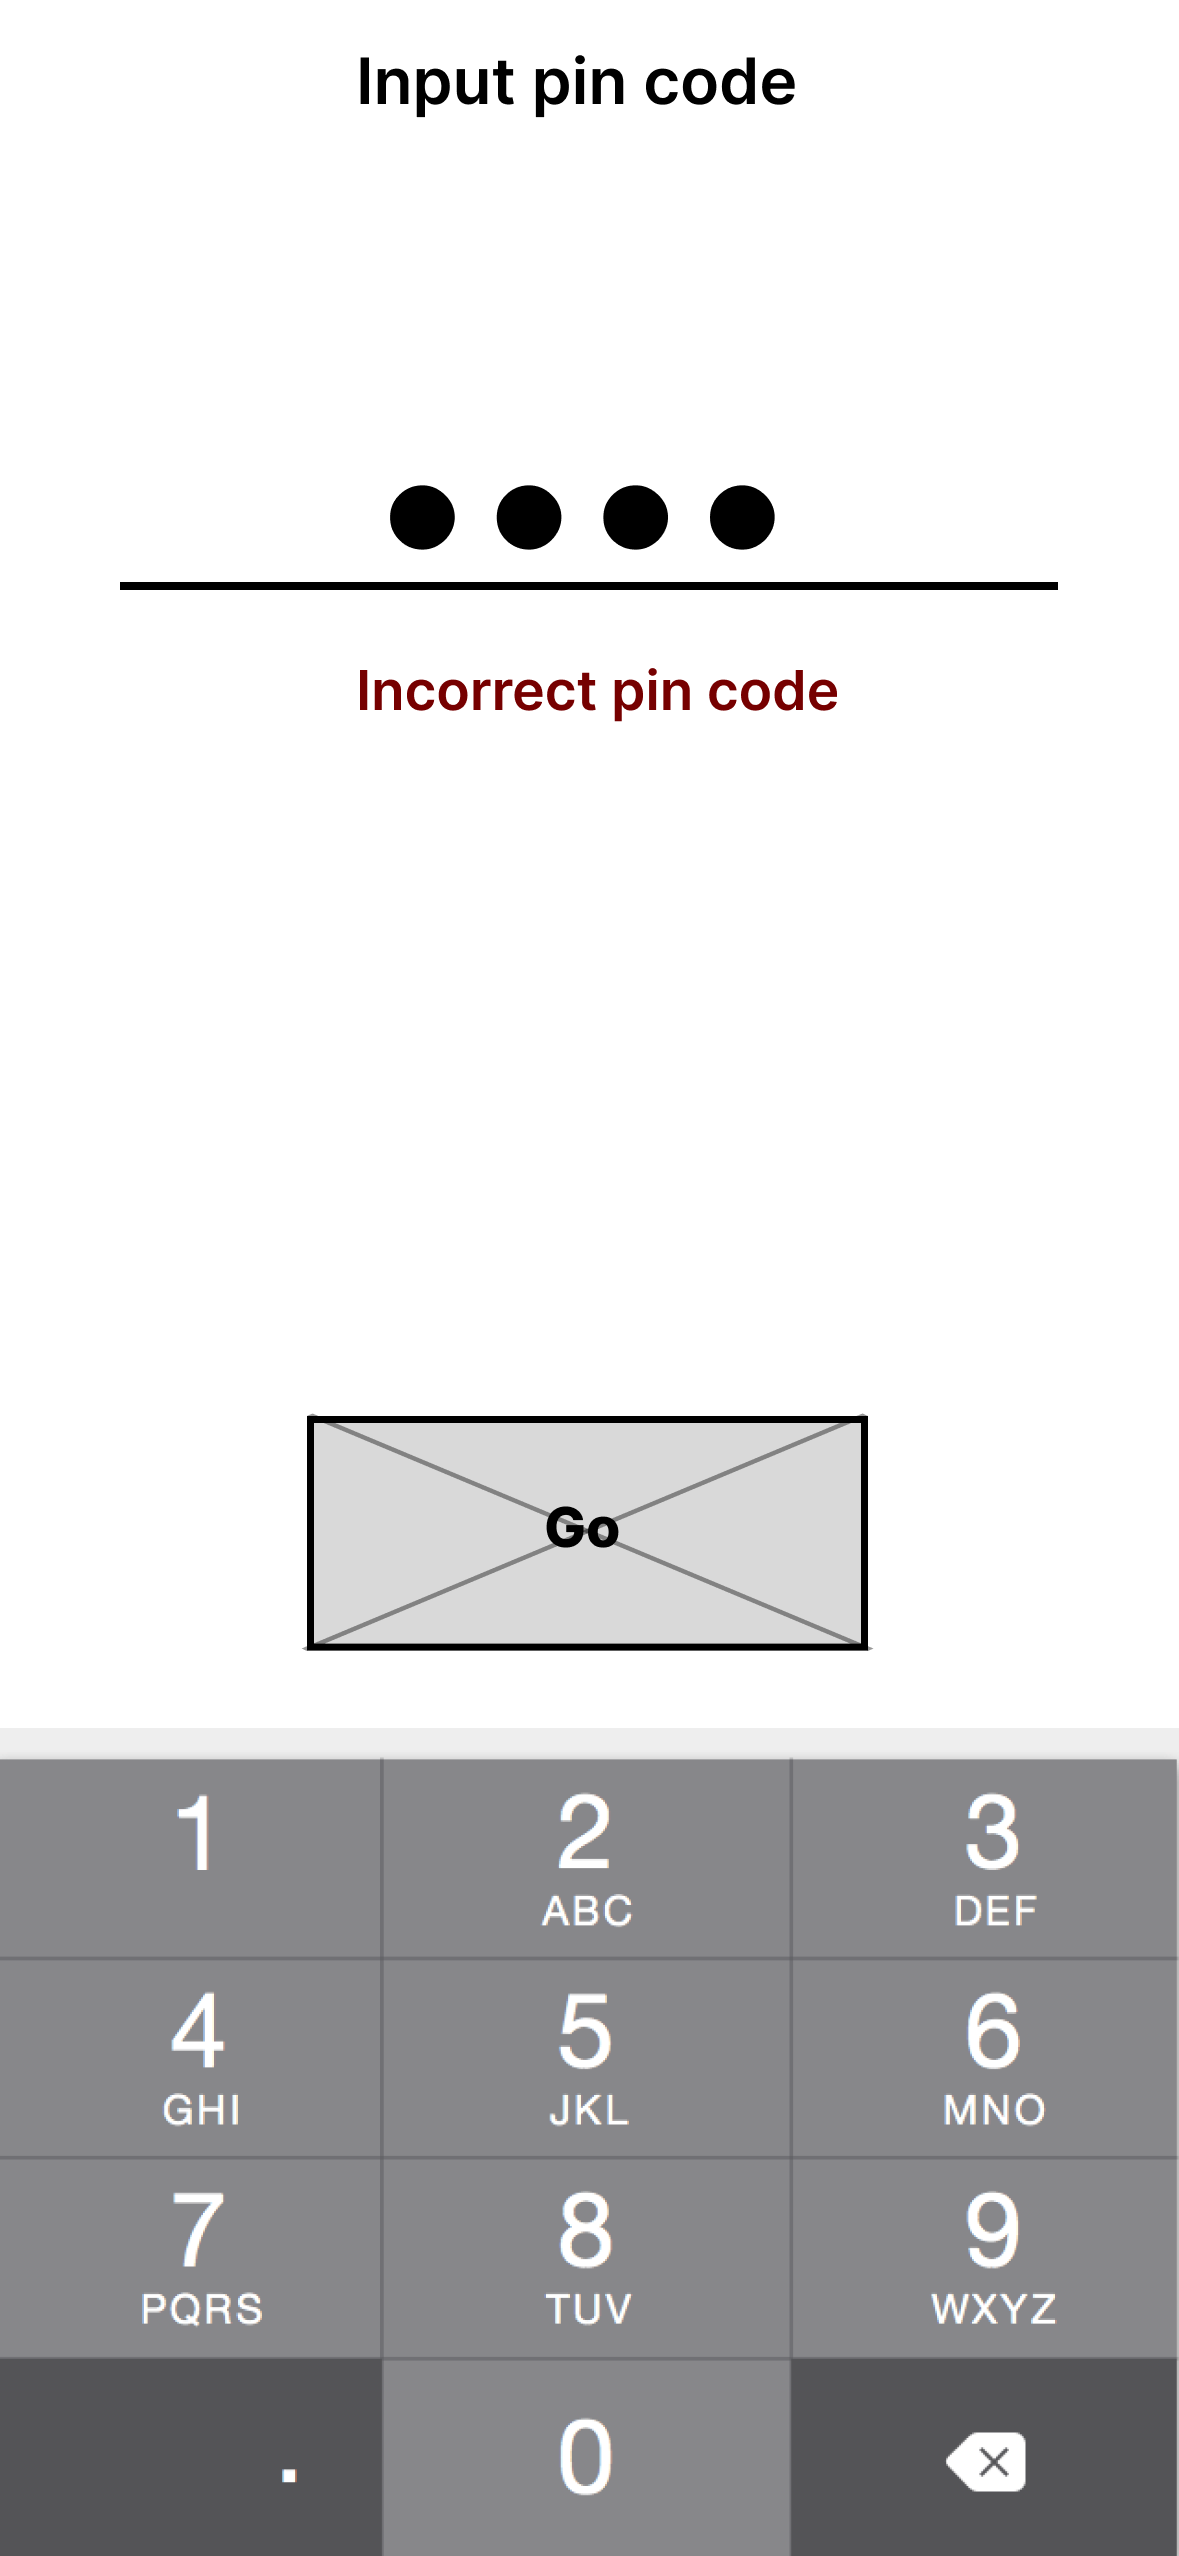 Input pin code
Incorrect pin code
Go
1 2 3
ABC DEF
4 5 6
GHI JKL MNO
7 8 9
PQRS TUV WXYZ
. 0